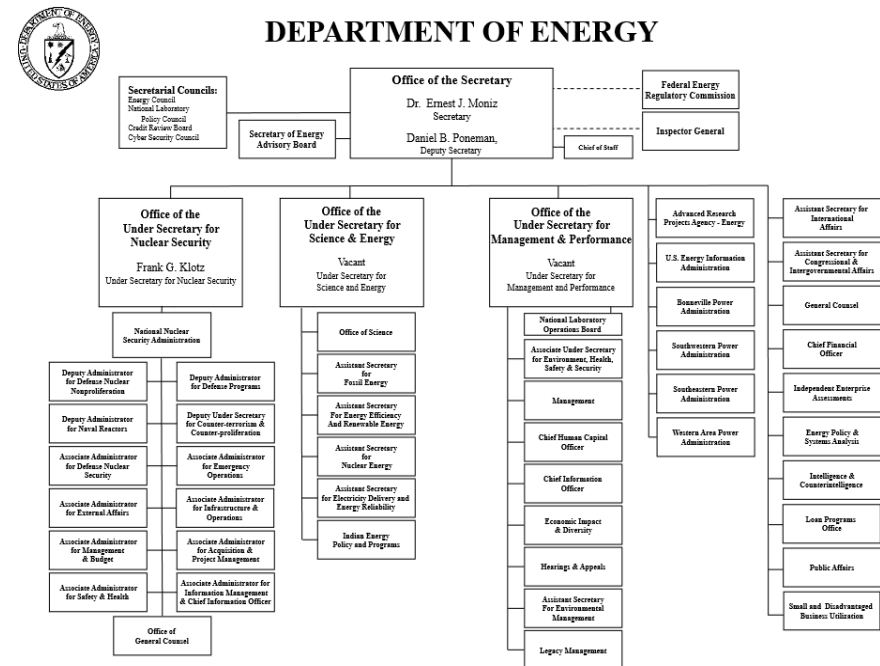 DEPARTMENT OF ENERGY
DEPARTMENT OF ENERGY
UNITED STATES OF AMERICA
Secretarial Councils:
Energy Council
National Laboratory
Policy Council
Credit Review Board
Cyber Security Council
Secretary of Energy
Advisory Board
Office of the Secretary
Dr. Ernest J. Moniz
Secretary
Daniel B. Poneman,
Deputy Secretary
Chief of Staff
Federal Energy
Regulatory Commission
Inspector General
Office of the
Under Secretary for
Nuclear Security
Frank G. Klotz
Under Secretary for Nuclear Security
National Nuclear
Security Administration
Deputy Administrator
for Defense Nuclear
Nonproliferation
Deputy Administrator
for Defense Programs
Deputy Administrator
for Naval Reactors
Deputy Under Secretary
for Counter-terrorism &
Counter-proliferation
Associate Administrator
for Defense Nuclear
Security
Associate Administrator
for Emergency
Operations
Associate Administrator
for External Affairs
Associate Administrator
for Infrastructure &
Operations
Associate Administrator
for Management
& Budget
Associate Administrator
for Acquisition &
Project Management
Associate Administrator
for Safety & Health
Associate Administrator for
Information Management
& Chief Information Officer
Office of
General Counsel
Office of the
Under Secretary for
Science & Energy
Vacant
Under Secretary for
Science and Energy
Office of Science
Assistant Secretary
for
Fossil Energy
Assistant Secretary
For Energy Efficiency
And Renewable Energy
Assistant Secretary
for
Nuclear Energy
Assistant Secretary
for Electricity Delivery and
Energy Reliability
Indian Energy
Policy and Programs
Office of the
Under Secretary for
Management & Performance
Vacant
Under Secretary for
Management and Performance
National Laboratory
Operations Board
Associate Under Secretary
for Environment, Health,
Safety & Security
Management
Chief Human Capital
Officer
Chief Information
Officer
Economic Impact
& Diversity
Hearings & Appeals
Assistant Secretary
For Environmental
Management
Legacy Management
Advanced Research
Projects Agency - Energy
U.S. Energy Information
Administration
Bonneville Power
Administration
Southwestern Power
Administration
Southeastern Power
Administration
Western Area Power
Administration
Assistant Secretary for
International
Affairs
Assistant Secretary for
Congressional &
Intergovernmental Affairs
General Counsel
Chief Financial
Officer
Independent Enterprise
Assessments
Energy Policy &
Systems Analysis
Intelligence &
Counterintelligence
Loan Programs
Office
Public Affairs
Small and Disadvantaged
Business Utilization